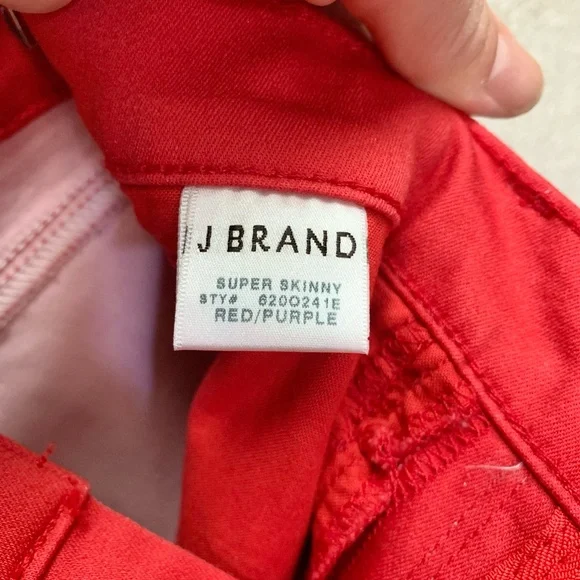 J BRAND
SUPER SKINNY
STY# 620O241E
RED/PURPLE